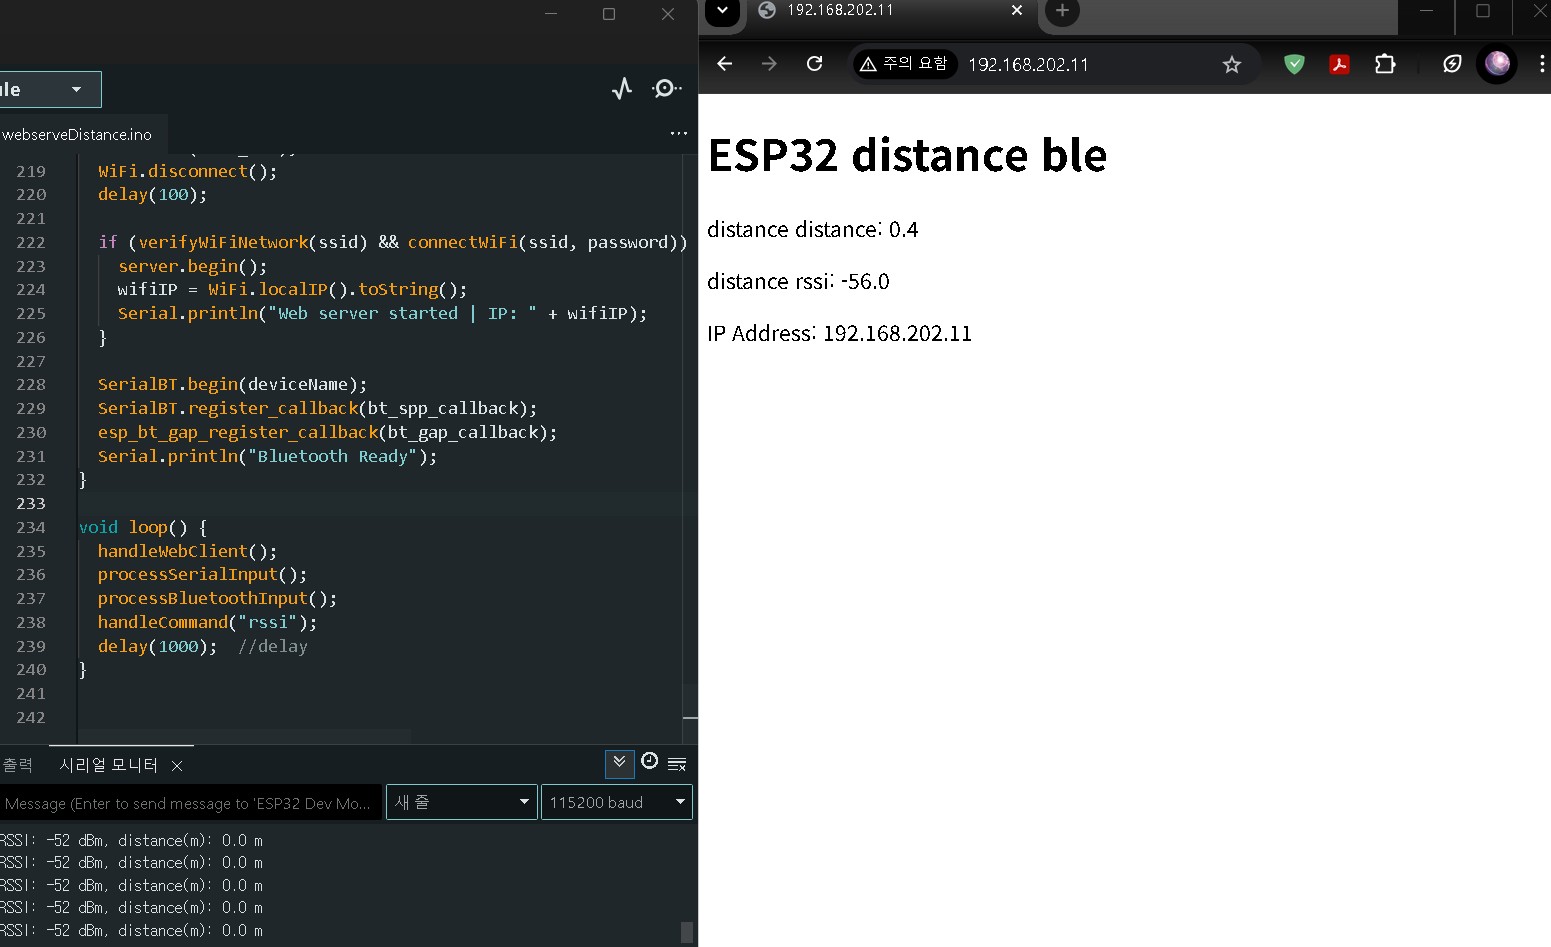 le
webserveDistance.ino
219 WiFi.disconnect();
220 delay(100);
221
222 if (verifyWiFiNetwork(ssid) && connectWiFi(ssid, password))
223 server.begin();
224 wifiIP = WiFi.localIP().toString();
225 Serial.println("Web server started | IP: " + wifiIP);
226 }
227
228 SerialBT.begin(deviceName);
229 SerialBT.register_callback(bt_spp_callback);
230 esp_bt_gap_register_callback(bt_gap_callback);
231 Serial.println("Bluetooth Ready");
232 }
233
234 void loop() {
235 handleWebClient();
236 processSerialInput();
237 processBluetoothInput();
238 handleCommand("rssi");
239 delay(1000); //delay
240 }
241
242
출력 시리얼 모니터
Message (Enter to send message to 'ESP32 Dev Mo... 새 줄 115200 baud
RSSI: -52 dBm, distance(m): 0.0 m
RSSI: -52 dBm, distance(m): 0.0 m
RSSI: -52 dBm, distance(m): 0.0 m
RSSI: -52 dBm, distance(m): 0.0 m
RSSI: -52 dBm, distance(m): 0.0 m
192.168.202.11
주의 요함 192.168.202.11
ESP32 distance ble
distance distance: 0.4
distance rssi: -56.0
IP Address: 192.168.202.11